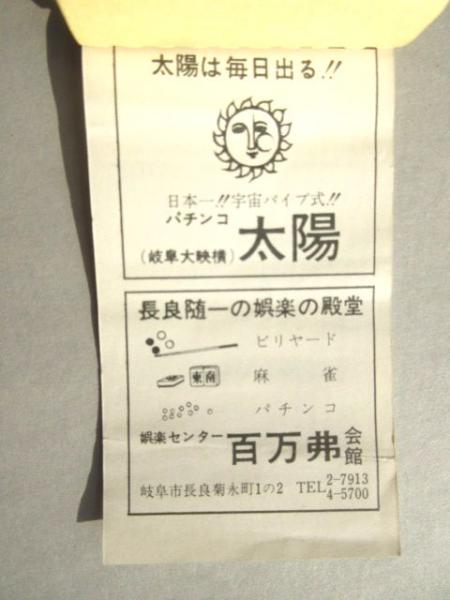 太陽は毎日出る!!
日本一!!宇宙パイプ式!!
パチンコ
(岐阜大映横)
太陽
長良随一の娯楽の殿堂
ビリヤード
東南
麻雀
パチンコ
娯楽センター 百万弗会館
岐阜市長良菊水町1の2 TEL 2-7913
4-5700